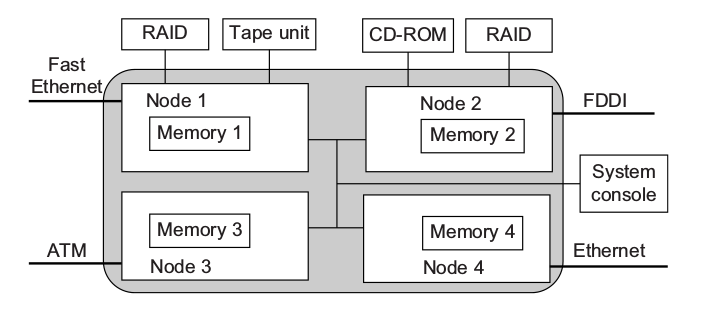 RAID
Tape unit
CD-ROM
RAID
Fast
Ethernet
Node 1
Memory 1
Node 2
Memory 2
FDDI
System
console
Memory 3
Node 3
ATM
Memory 4
Node 4
Ethernet